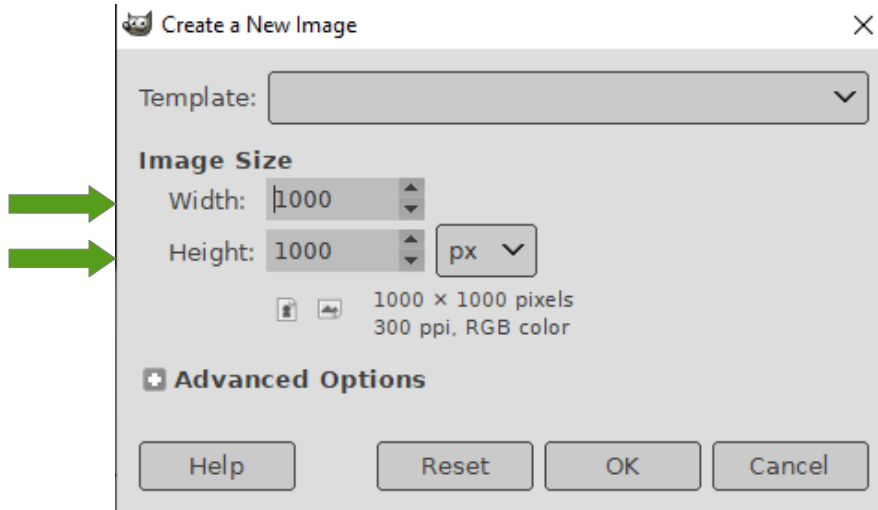 Create a New Image
Template:
Image Size
Width: 1000
Height: 1000 px
1000 × 1000 pixels
300 ppi, RGB color
Advanced Options
Help Reset OK Cancel